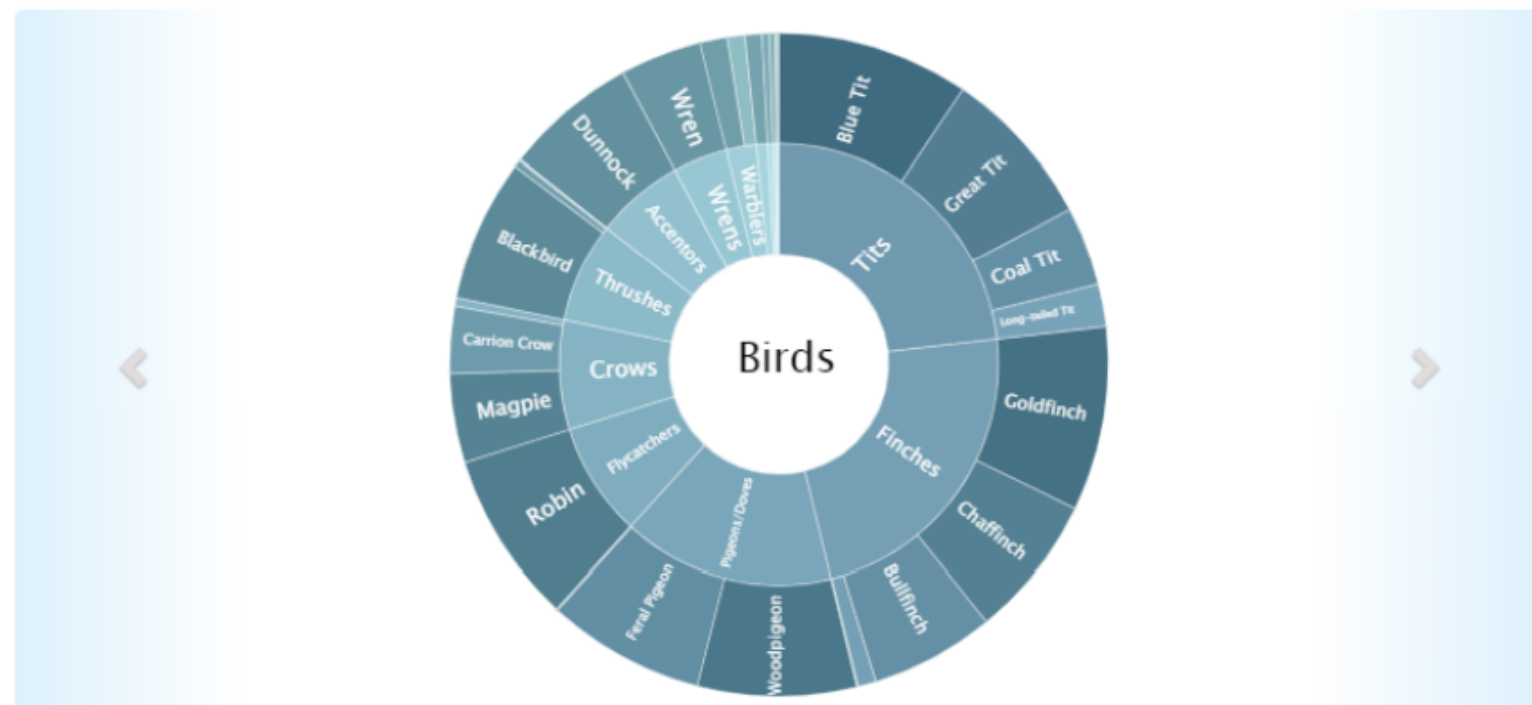 Birds
Tits
Finches
Pigeons/Doves
Flycatchers
Crows
Thrushes
Accentors
Wrens
Warblers
Blue Tit
Great Tit
Coal Tit
Long-tailed Tit
Goldfinch
Chaffinch
Bullfinch
Woodpigeon
Feral Pigeon
Robin
Magpie
Carrion Crow
Blackbird
Dunnock
Wren